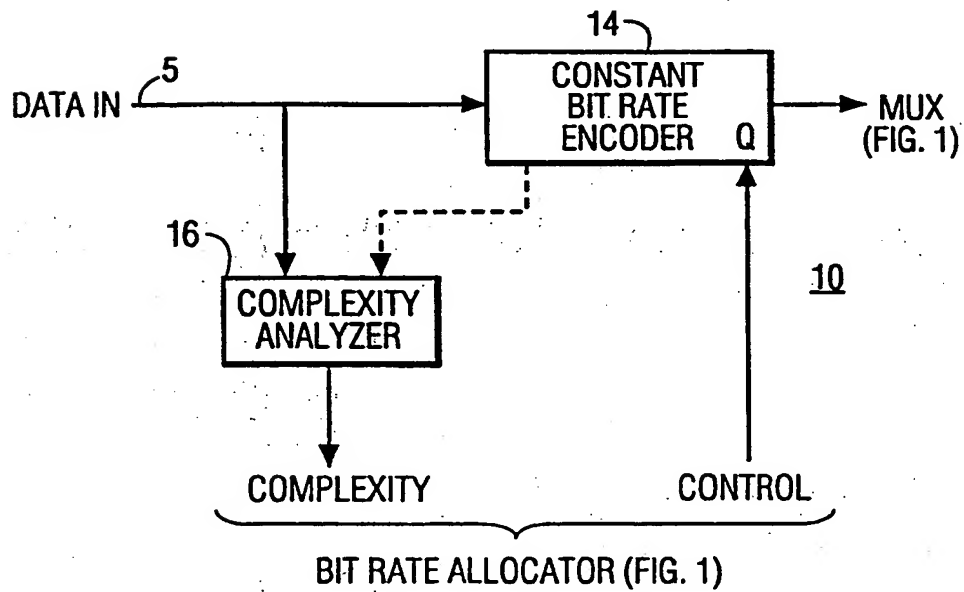 14
5
DATA IN
CONSTANT
BIT RATE
ENCODER Q
MUX
(FIG. 1)
16
COMPLEXITY
ANALYZER
10
COMPLEXITY
CONTROL
BIT RATE ALLOCATOR (FIG. 1)